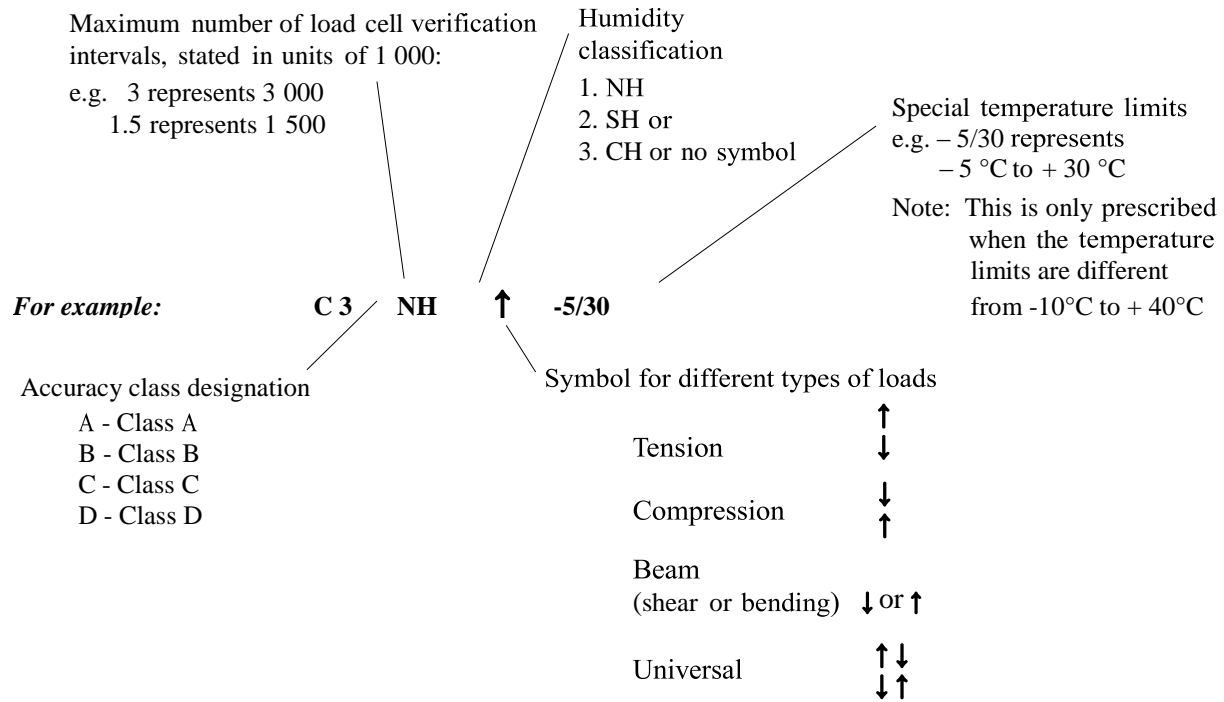 Maximum number of load cell verification
intervals, stated in units of 1 000:
e.g. 3 represents 3 000
1.5 represents 1 500
Humidity
classification
1. NH
2. SH or
3. CH or no symbol
Special temperature limits
e.g. – 5/30 represents
– 5 °C to + 30 °C
Note: This is only prescribed
when the temperature
limits are different
from -10°C to + 40°C
For example: C 3 NH ↑ -5/30
Accuracy class designation
A - Class A
B - Class B
C - Class C
D - Class D
Symbol for different types of loads
↑
Tension ↓
↓
Compression ↑
Beam
(shear or bending) ↓ or ↑
↑ ↓
Universal
↓ ↑